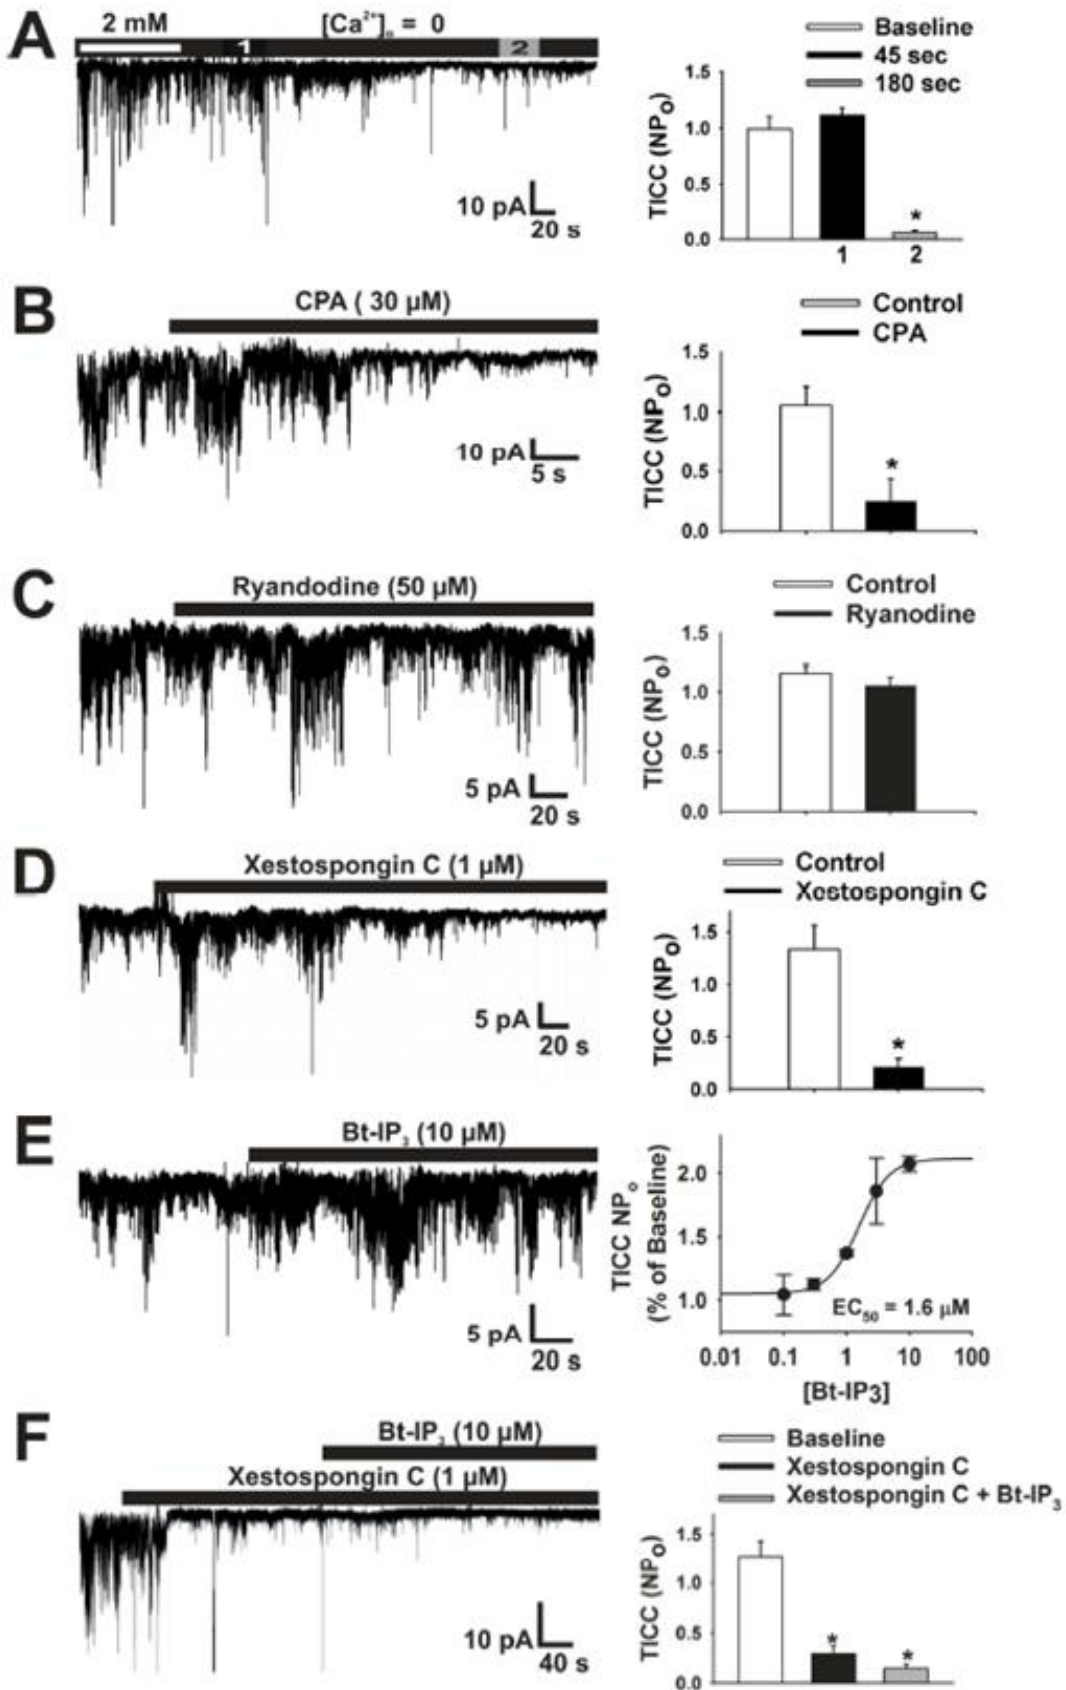 A
2 mM
[Ca²⁺]ₒ = 0
1
2
10 pA
20 s
Baseline
45 sec
180 sec
TICC (NPo)
1.5
1.0
0.5
0.0
*
1
2
B
CPA ( 30 µM)
10 pA
5 s
Control
CPA
TICC (NPo)
1.5
1.0
0.5
0.0
*
C
Ryandodine (50 µM)
5 pA
20 s
Control
Ryanodine
TICC (NPo)
1.5
1.0
0.5
0.0
D
Xestospongin C (1 µM)
5 pA
20 s
Control
Xestospongin C
TICC (NPo)
1.5
1.0
0.5
0.0
*
E
Bt-IP₃ (10 µM)
5 pA
20 s
TICC NPₒ
(% of Baseline)
2.0
1.5
1.0
EC₅₀ = 1.6 µM
0.01 0.1 1 10 100
[Bt-IP3]
F
Bt-IP₃ (10 µM)
Xestospongin C (1 µM)
10 pA
40 s
Baseline
Xestospongin C
Xestospongin C + Bt-IP₃
TICC (NPo)
1.5
1.0
0.5
0.0
*
*